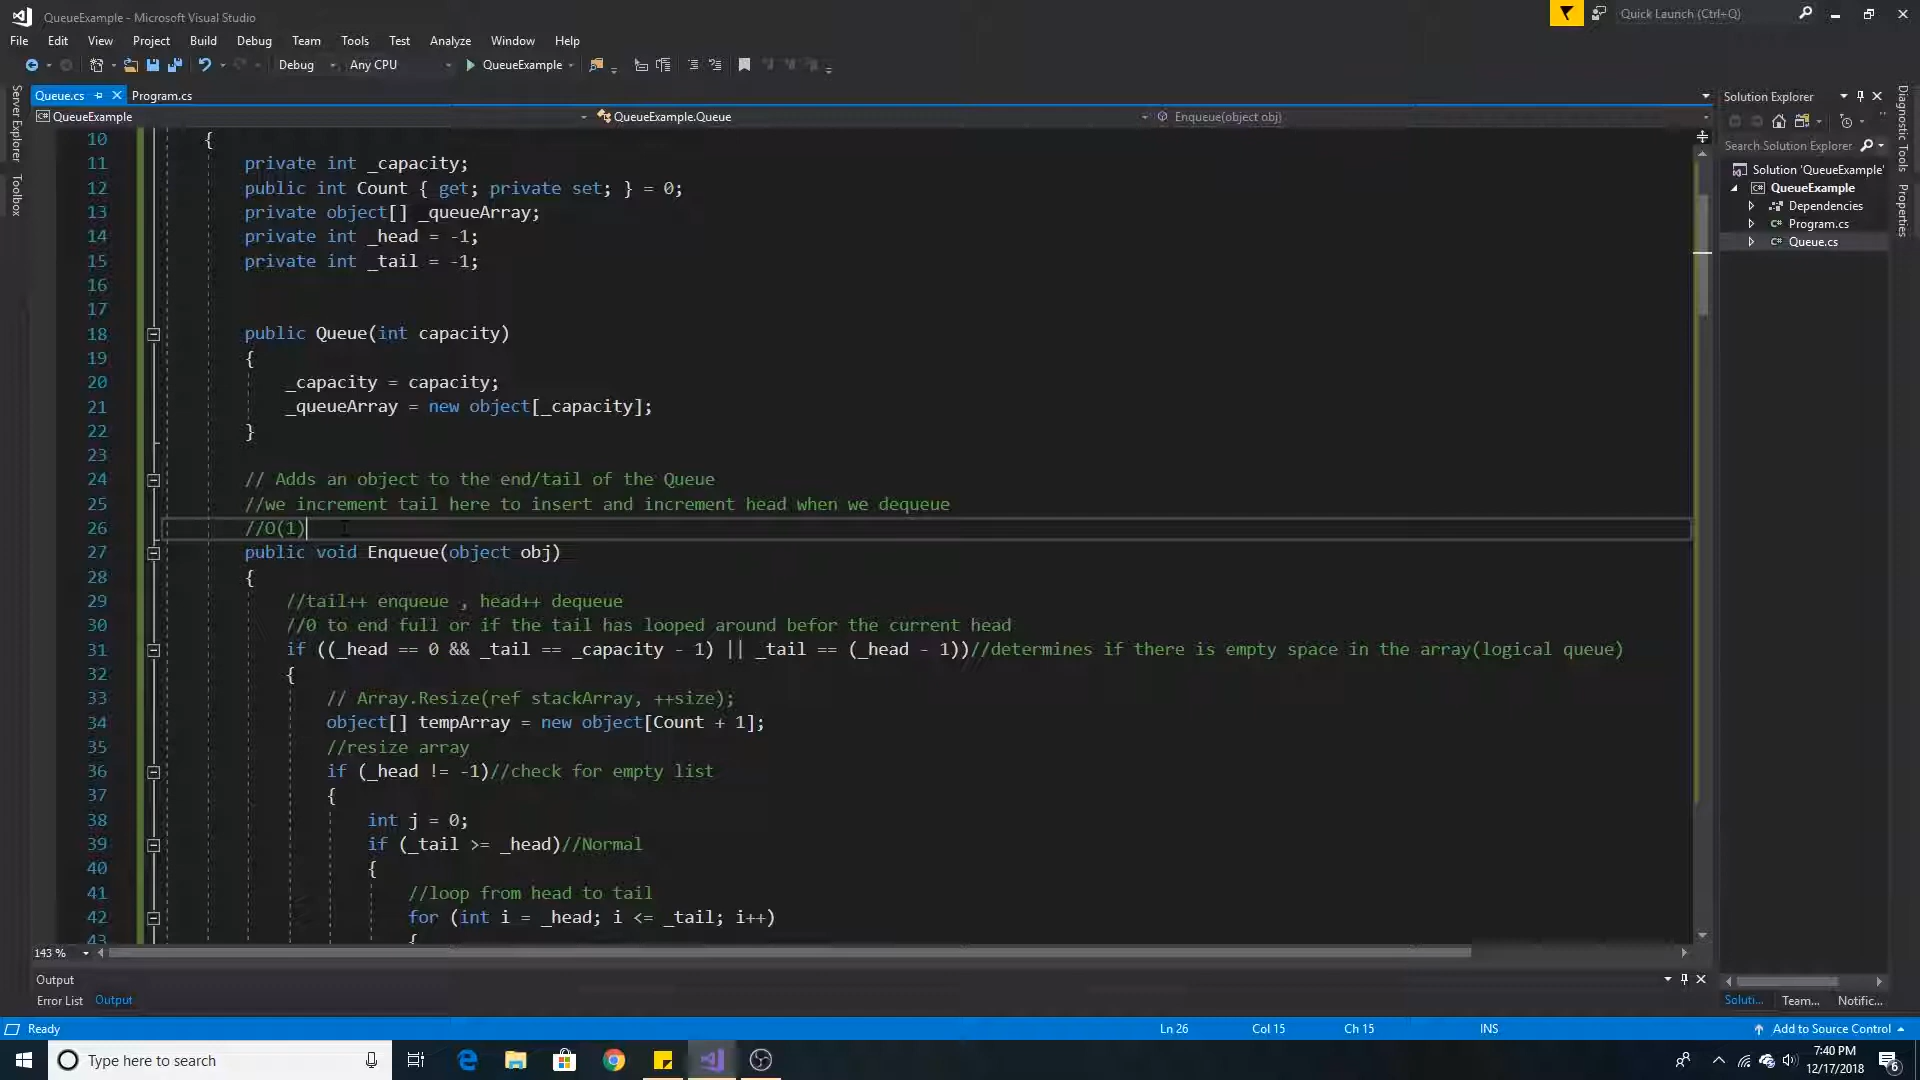 QueueExample - Microsoft Visual Studio
Quick Launch (Ctrl+Q)
File Edit View Project Build Debug Team Tools Test Analyze Window Help
Debug Any CPU QueueExample
Queue.cs Program.cs
QueueExample QueueExample.Queue Enqueue(object obj)
Server Explorer
Toolbox
10 {
11 private int _capacity;
12 public int Count { get; private set; } = 0;
13 private object[] _queueArray;
14 private int _head = -1;
15 private int _tail = -1;
16
17
18 public Queue(int capacity)
19 {
20 _capacity = capacity;
21 _queueArray = new object[_capacity];
22 }
23
24 // Adds an object to the end/tail of the Queue
25 //we increment tail here to insert and increment head when we dequeue
26 //O(1)
27 public void Enqueue(object obj)
28 {
29 //tail++ enqueue , head++ dequeue
30 //0 to end full or if the tail has looped around befor the current head
31 if ((_head == 0 && _tail == _capacity - 1) || _tail == (_head - 1))//determines if there is empty space in the array(logical queue)
32 {
33 // Array.Resize(ref stackArray, ++size);
34 object[] tempArray = new object[Count + 1];
35 //resize array
36 if (_head != -1)//check for empty list
37 {
38 int j = 0;
39 if (_tail >= _head)//Normal
40 {
41 //loop from head to tail
42 for (int i = _head; i <= _tail; i++)
43 {
143 %
Solution Explorer
Search Solution Explorer
Solution 'QueueExample'
QueueExample
Dependencies
Program.cs
Queue.cs
Diagnostic Tools
Properties
Output
Error List Output
Soluti... Team... Notific...
Ready Ln 26 Col 15 Ch 15 INS Add to Source Control
Type here to search
7:40 PM
12/17/2018
6